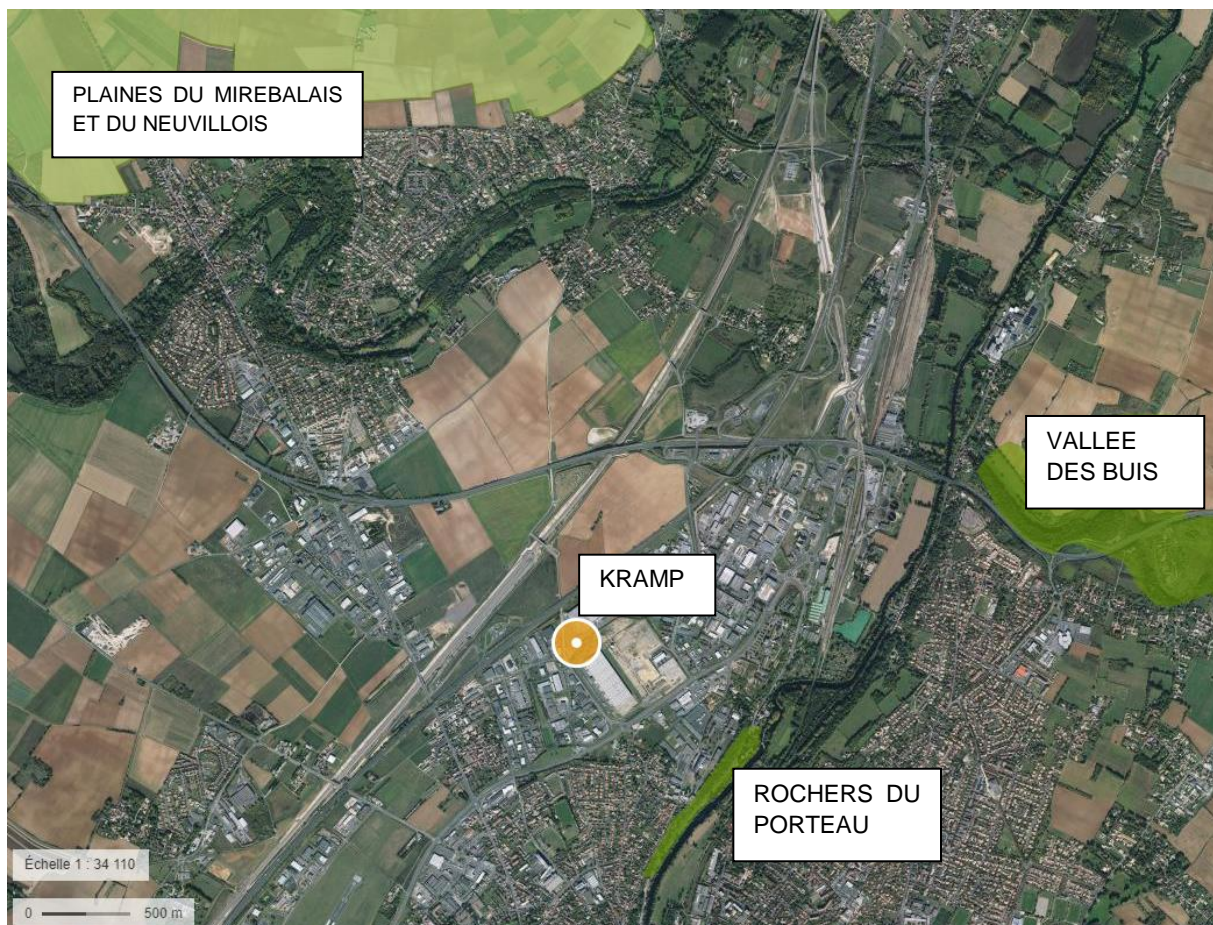 PLAINES DU MIREBALAIS
ET DU NEUVILLOIS
VALLEE
DES BUIS
KRAMP
ROCHERS DU
PORTEAU
Échelle 1 : 34 110
0 500 m